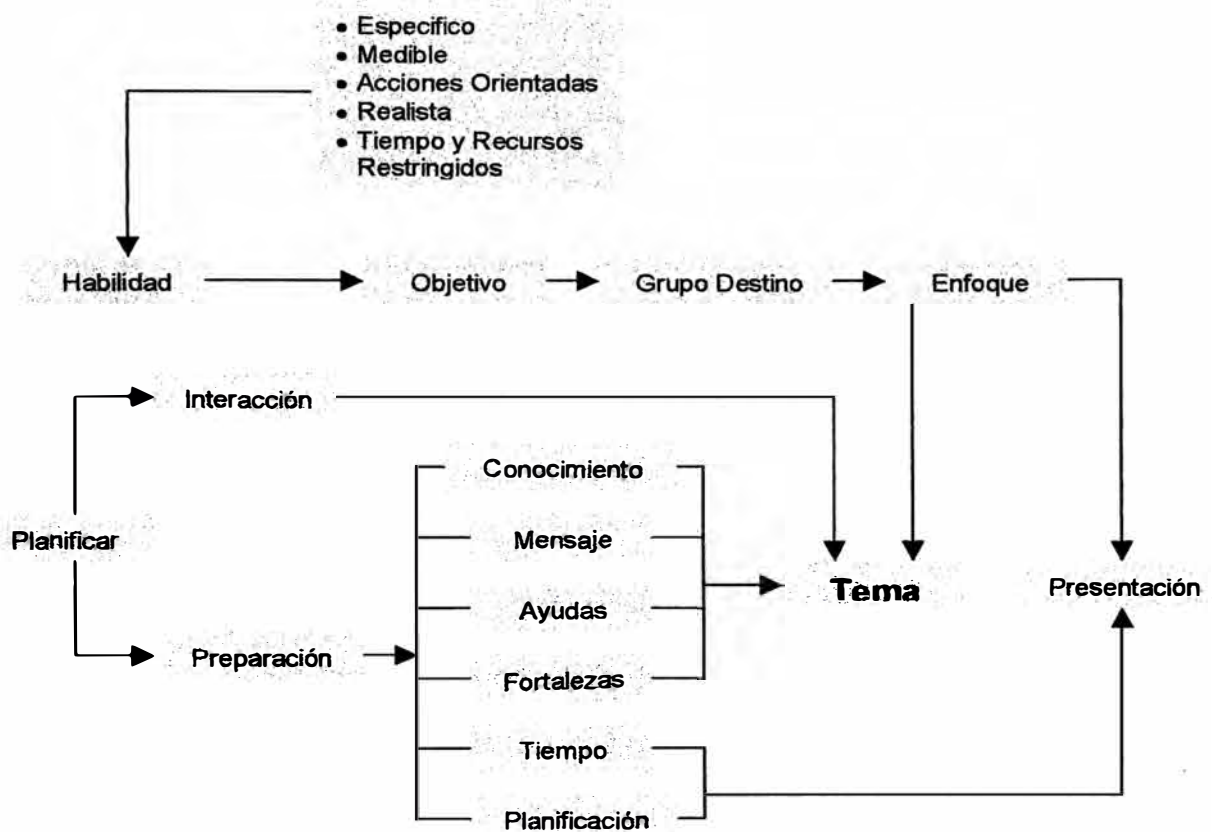 • Especifico
• Medible
• Acciones Orientadas
• Realista
• Tiempo y Recursos
Restringidos
Habilidad
Objetivo
Grupo Destino
Enfoque
Interacción
Conocimiento
Planificar
Mensaje
Tema
Presentación
Ayudas
Preparación
Fortalezas
Tiempo
Planificación